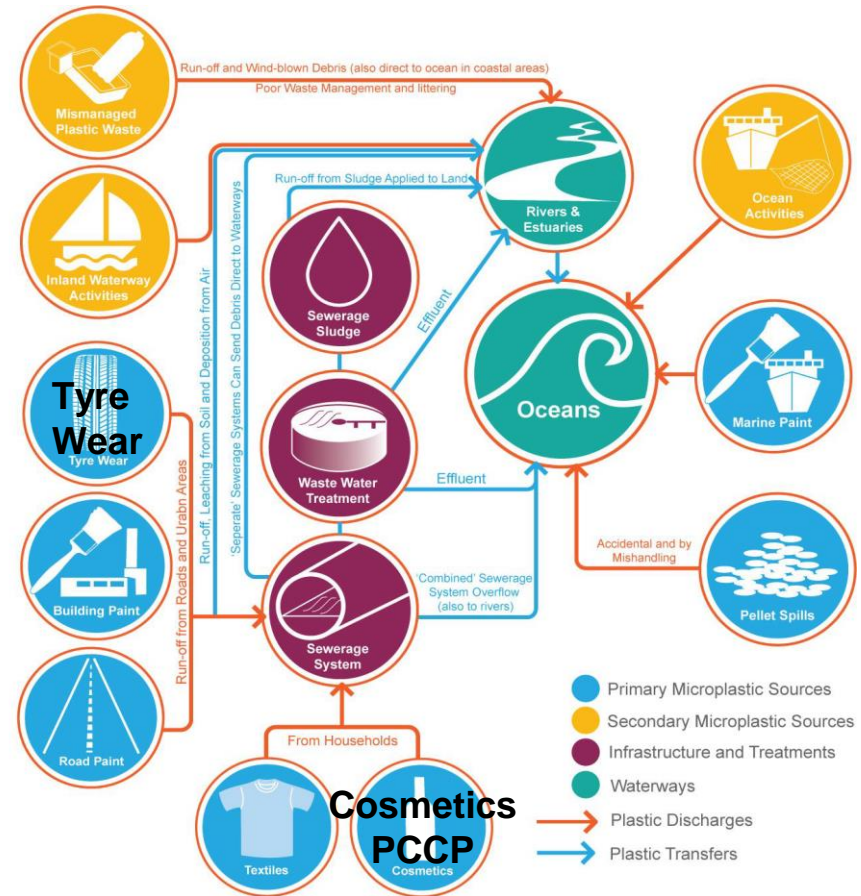 Run-off and Wind-blown Debris (also direct to ocean in coastal areas)
Poor Waste Management and littering
Mismanaged
Plastic Waste
Run-off from Sludge Applied to Land
Rivers &
Estuaries
Ocean
Activities
Inland Waterway
Activities
Sewerage
Sludge
Effluent
Run-off, Leaching from Soil and Deposition from Air
'Seperate' Sewerage Systems Can Send Debris Direct to Waterways
Oceans
Marine Paint
Tyre
Wear
Tyre Wear
Waste Water
Treatment
Effluent
Run-off from Roads and Urabn Areas
Building Paint
Accidental and by
Mishandling
'Combined' Sewerage
System Overflow
(also to rivers)
Pellet Spills
Sewerage
System
Road Paint
From Households
Cosmetics
PCCP
Textiles
Cosmetics
Primary Microplastic Sources
Secondary Microplastic Sources
Infrastructure and Treatments
Waterways
Plastic Discharges
Plastic Transfers